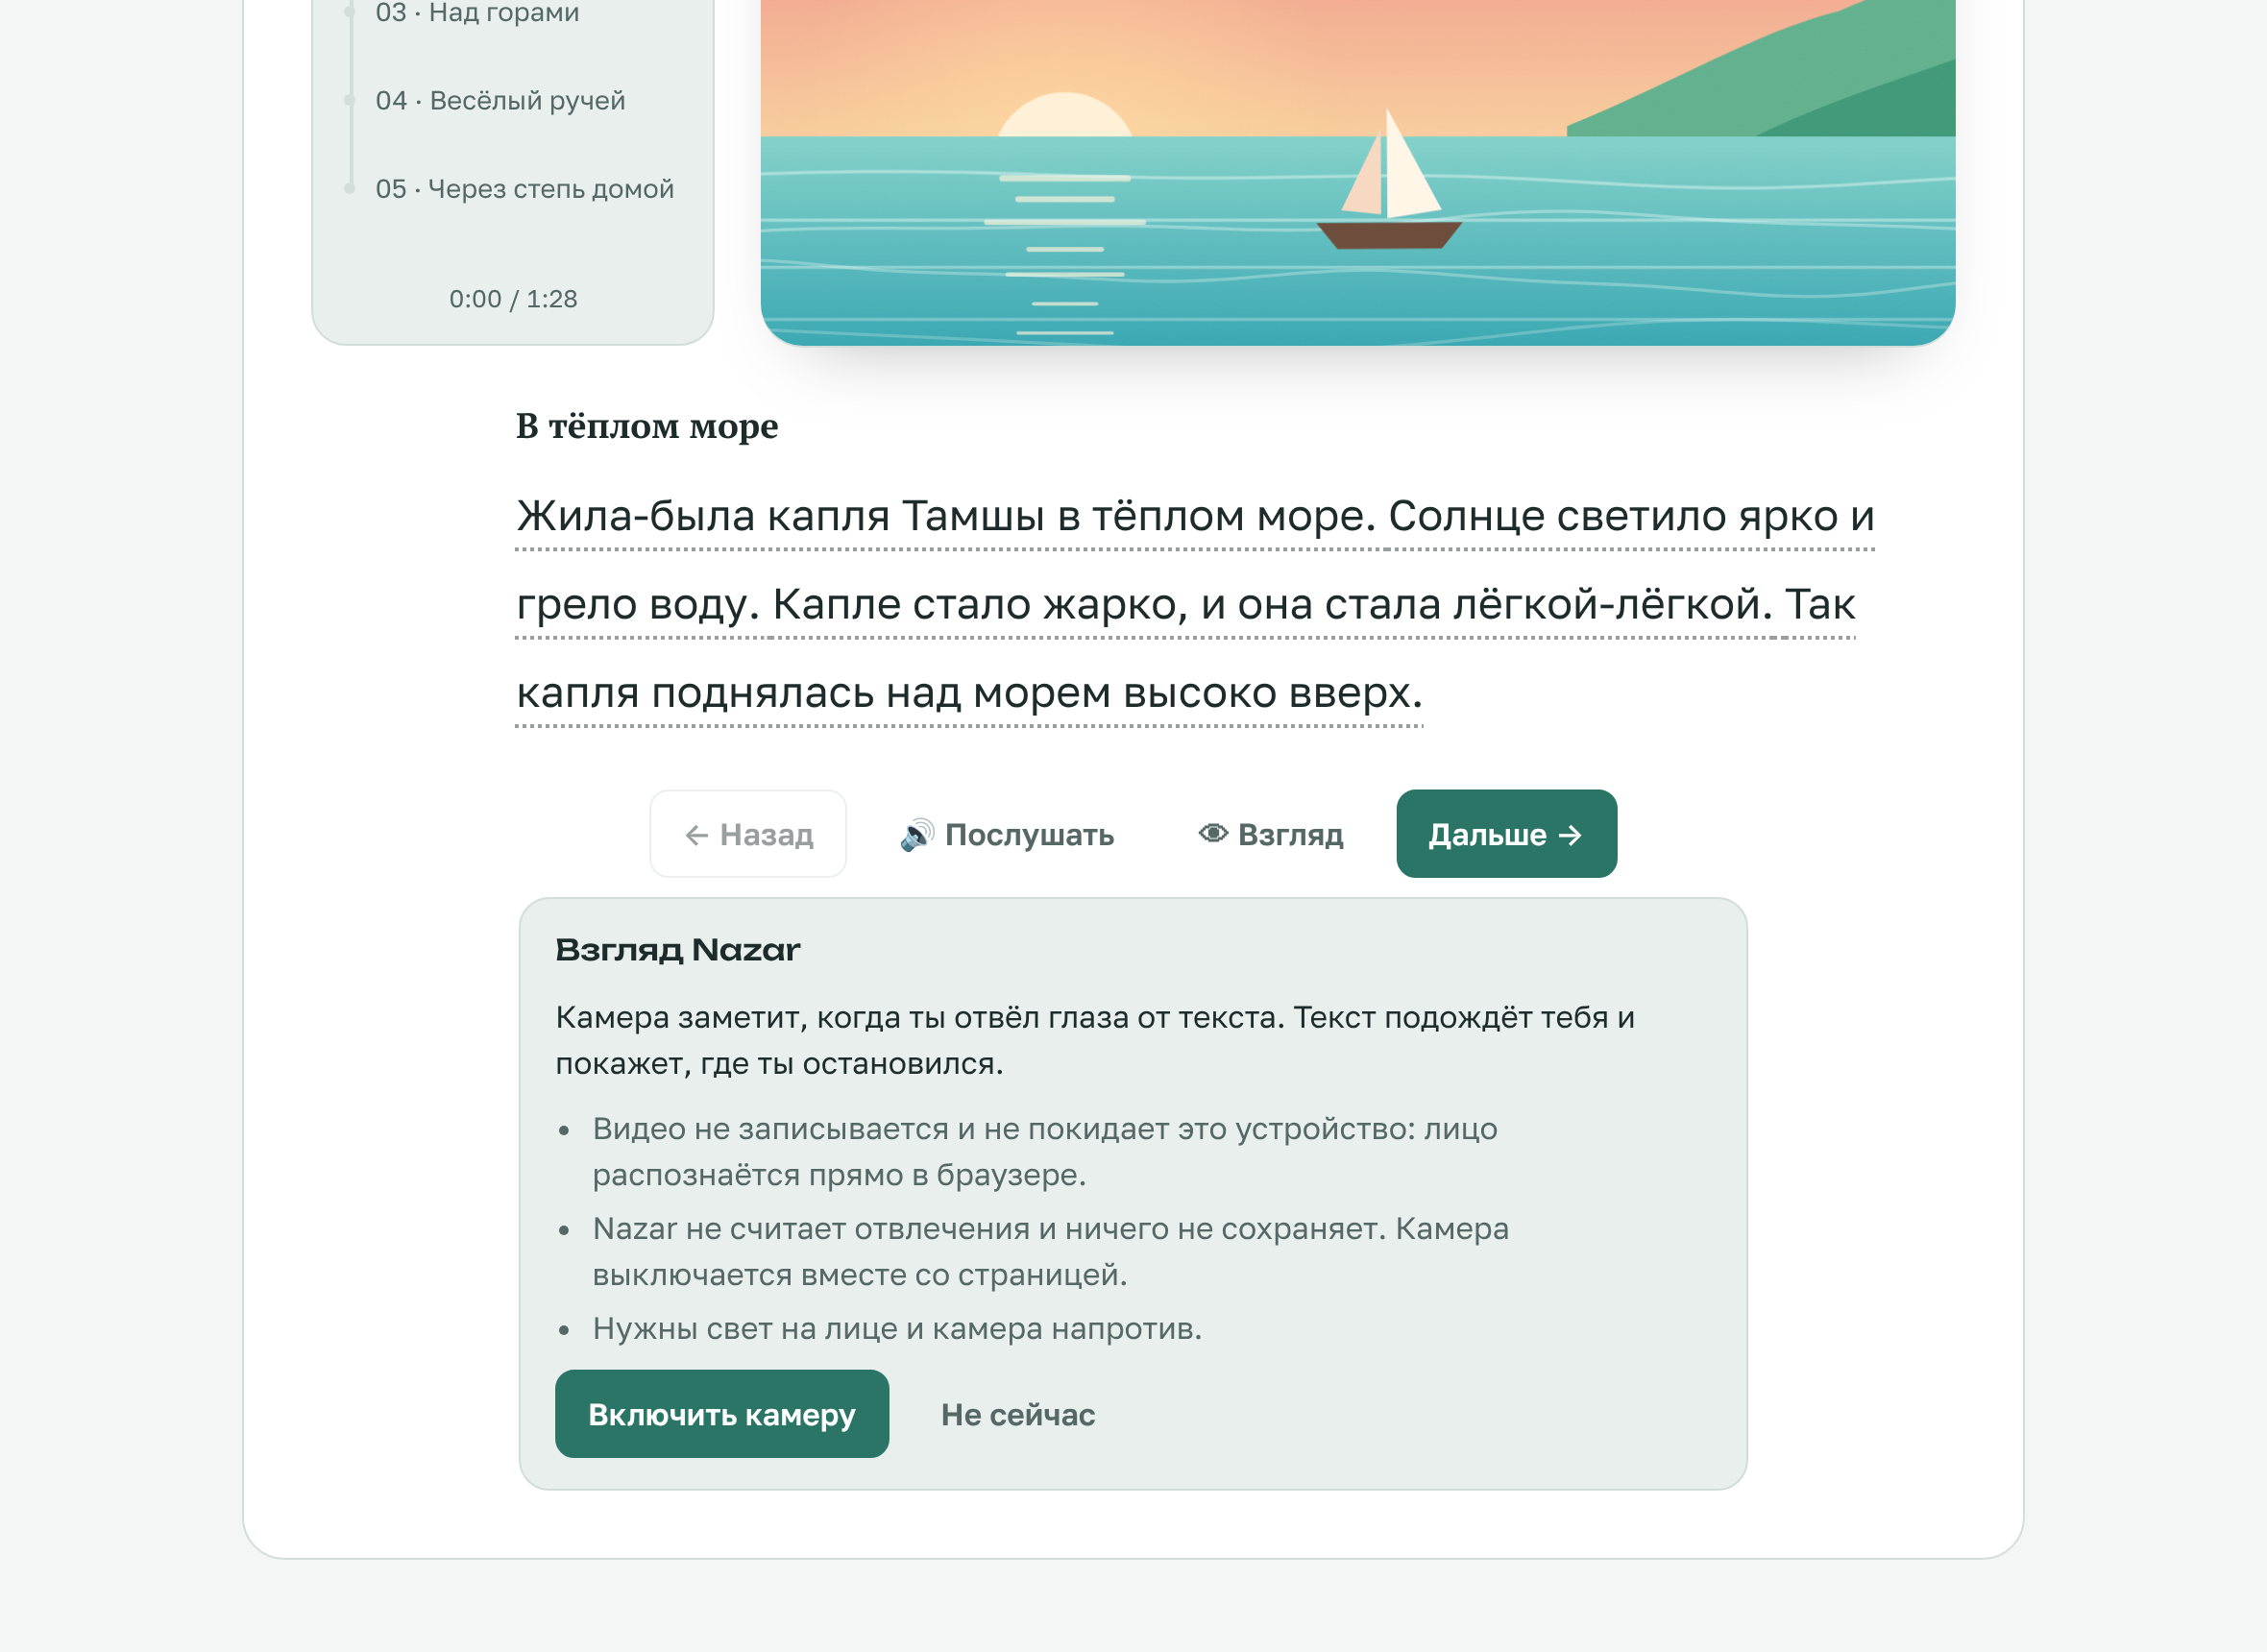 03 · Над горами
04 · Весёлый ручей
05 · Через степь домой
0:00 / 1:28
В тёплом море
Жила-была капля Тамшы в тёплом море. Солнце светило ярко и
грело воду. Капле стало жарко, и она стала лёгкой-лёгкой. Так
капля поднялась над морем высоко вверх.
← Назад
🔊 Послушать
👁 Взгляд
Дальше →
Взгляд Nazar
Камера заметит, когда ты отвёл глаза от текста. Текст подождёт тебя и
покажет, где ты остановился.
• Видео не записывается и не покидает это устройство: лицо
распознаётся прямо в браузере.
• Nazar не считает отвлечения и ничего не сохраняет. Камера
выключается вместе со страницей.
• Нужны свет на лице и камера напротив.
Включить камеру
Не сейчас